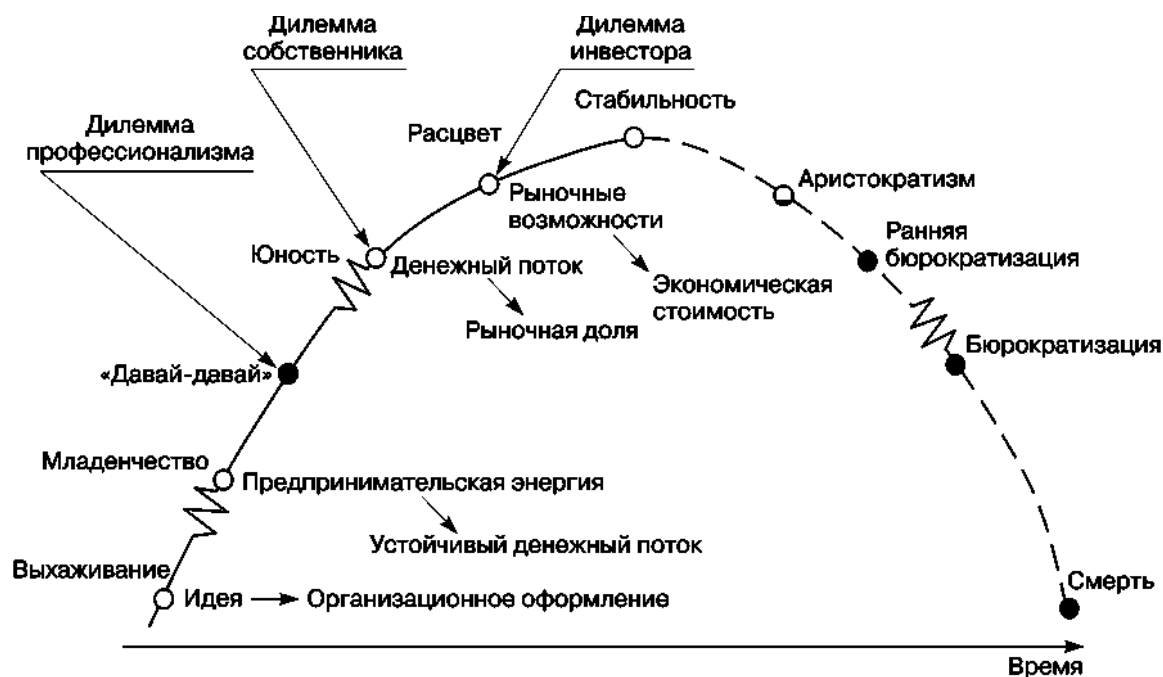 Дилемма
собственника
Дилемма
инвестора
Стабильность
Дилемма
профессионализма
Расцвет
Аристократизм
Рыночные
возможности
Ранняя
бюрократизация
Юность
Денежный поток
Экономическая
стоимость
Рыночная доля
Бюрократизация
«Давай-давай»
Младенчество
Предпринимательская энергия
Устойчивый денежный поток
Выхаживание
Смерть
Идея
Организационное оформление
Время